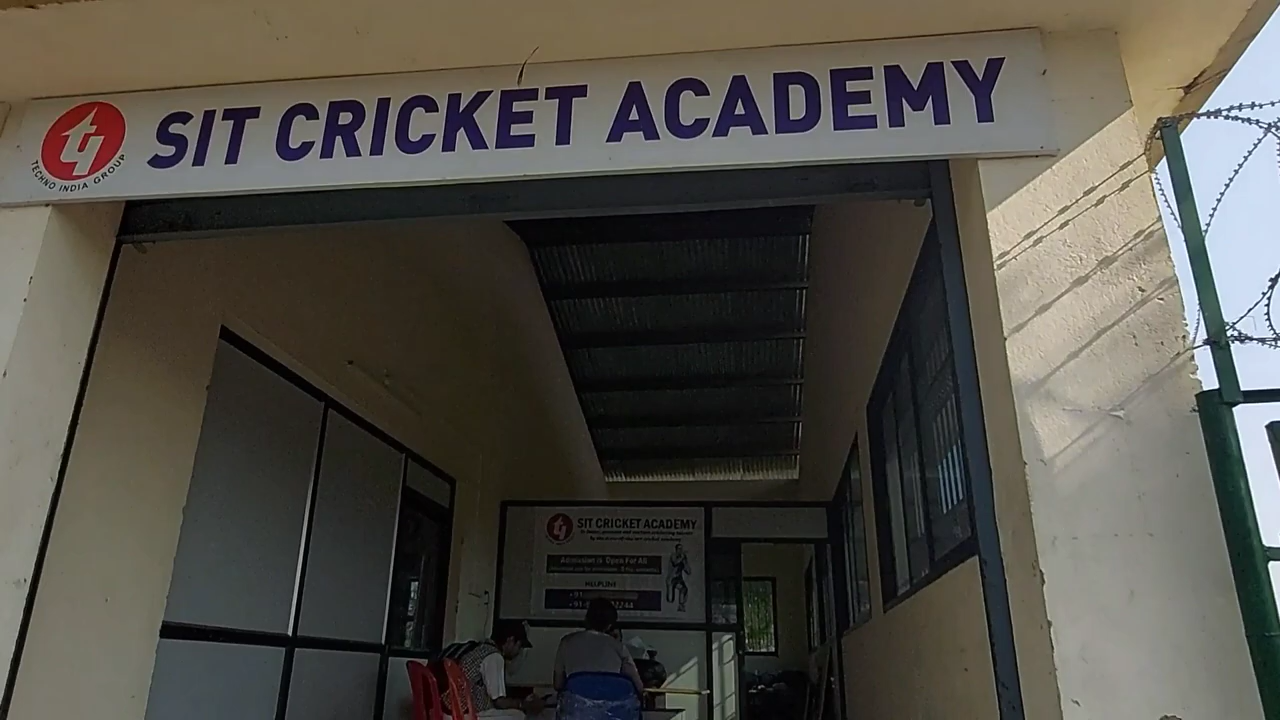 SIT CRICKET ACADEMY
TECHNO INDIA GROUP
SIT CRICKET ACADEMY
Admission is Open For All
HELPLINE